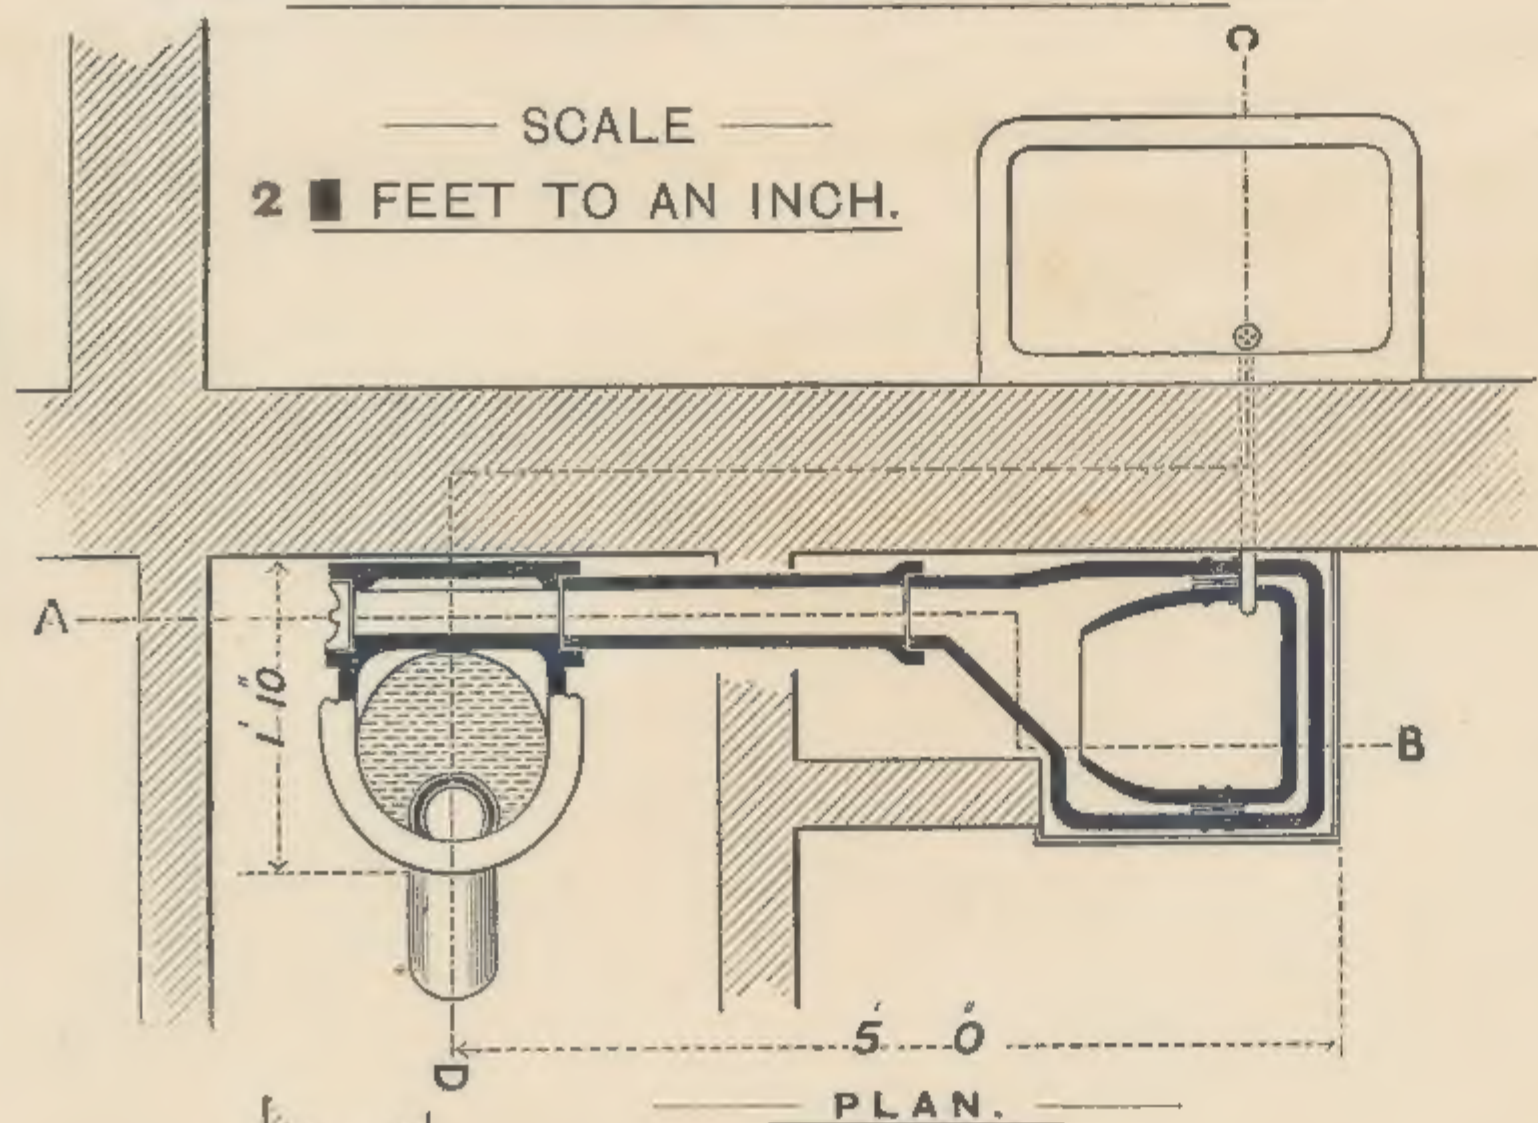 C
SCALE
2 FEET TO AN INCH.
A
1' 10"
B
5' 0"
D
PLAN.